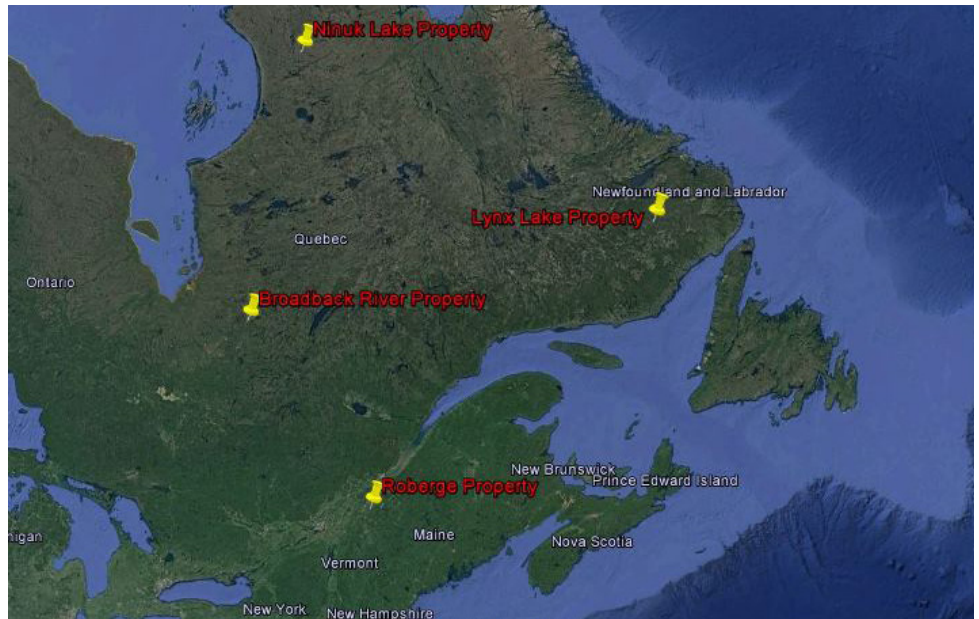 Ninuk Lake Property
Newfoundland and Labrador
Lynx Lake Property
Quebec
Ontario
Broadback River Property
New Brunswick
Prince Edward Island
Roberge Property
higan
Maine
Nova Scotia
Vermont
New York
New Hampshire